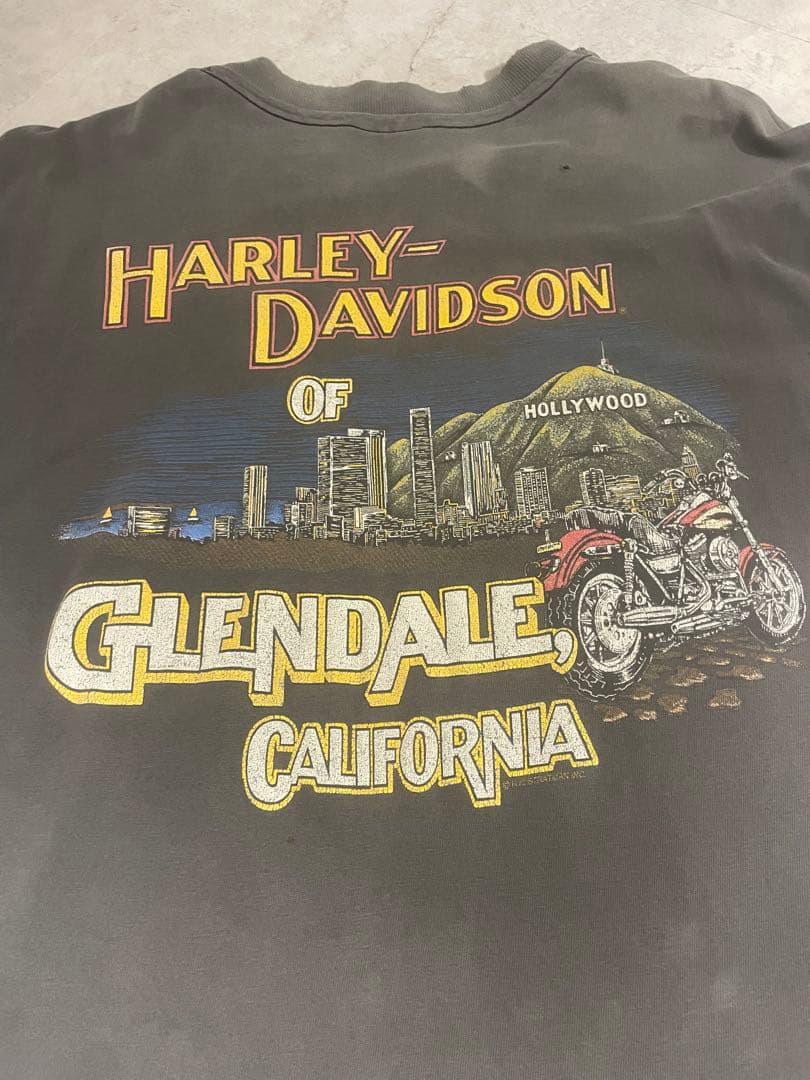 HARLEY-
DAVIDSON®
OF
HOLLYWOOD
GLENDALE,
CALIFORNIA